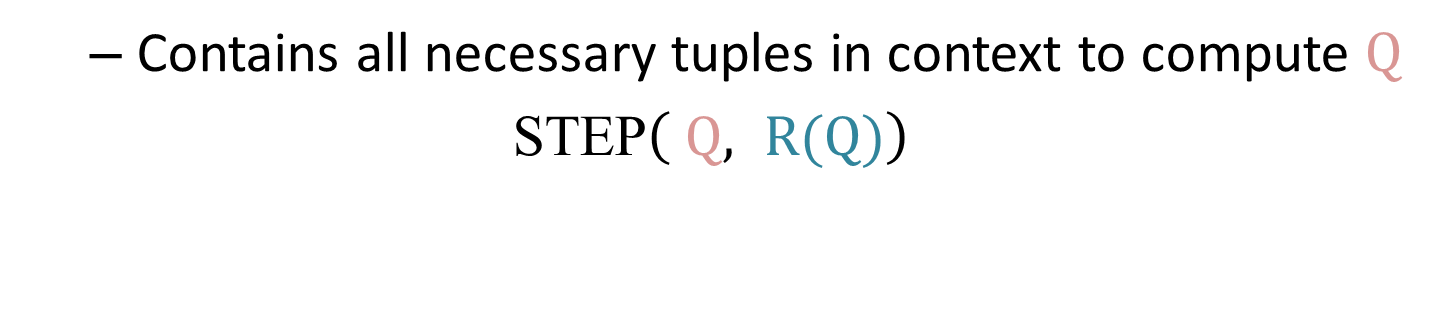 – Contains all necessary tuples in context to compute Q
STEP( Q, R(Q))